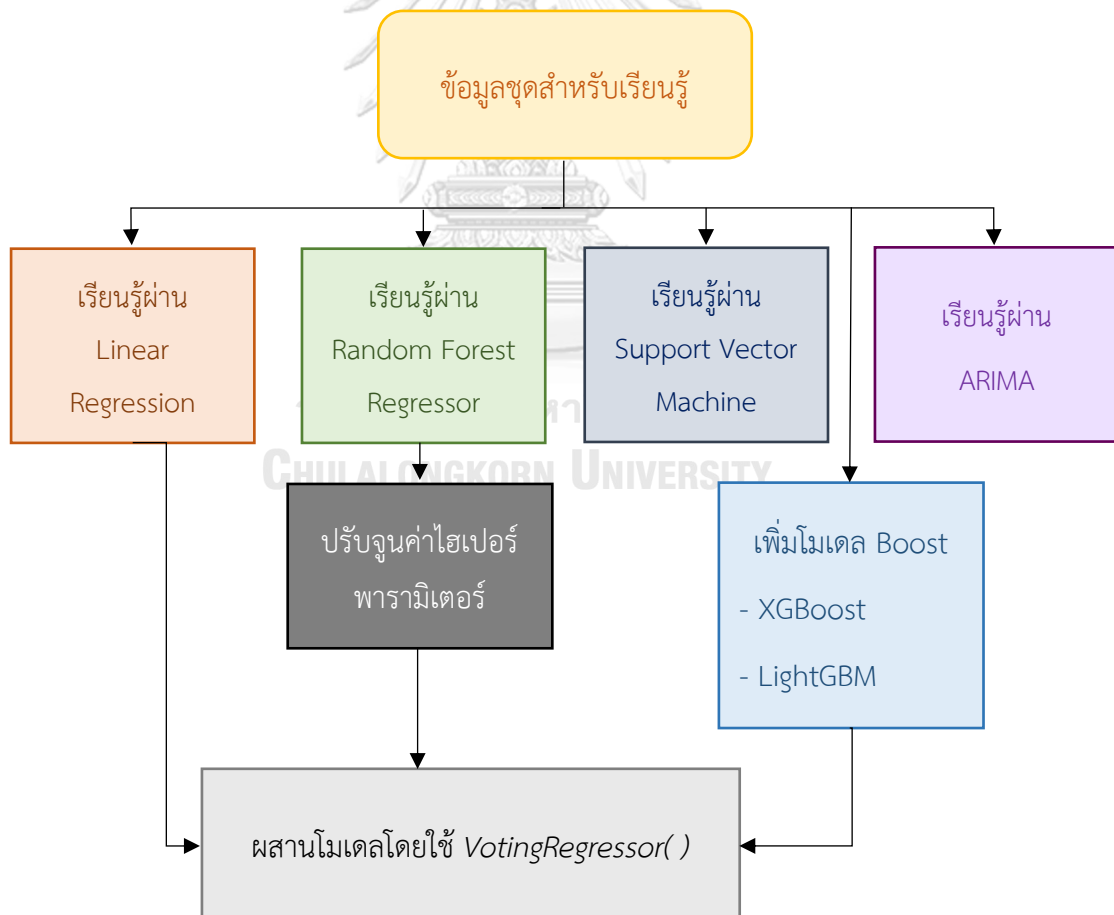 ข้อมูลชุดสำหรับเรียนรู้
เรียนรู้ผ่าน
Linear
Regression
เรียนรู้ผ่าน
Random Forest
Regressor
เรียนรู้ผ่าน
Support Vector
Machine
เรียนรู้ผ่าน
ARIMA
CHULALONGKORN UNIVERSITY
ปรับจูนค่าไฮเปอร์
พารามิเตอร์
เพิ่มโมเดล Boost
- XGBoost
- LightGBM
ผสานโมเดลโดยใช้ VotingRegressor( )